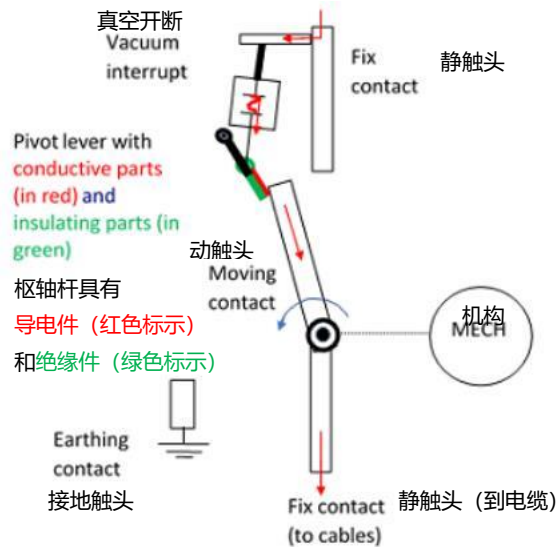 真空开断
Vacuum
interrupt
Fix
contact
静触头
Pivot lever with
conductive parts
(in red) and
insulating parts (in
green)
枢轴杆具有
导电件（红色标示）
和绝缘件（绿色标示）
动触头
Moving
contact
机构
MECH
Earthing
contact
接地触头
Fix contact
(to cables)
静触头（到电缆）